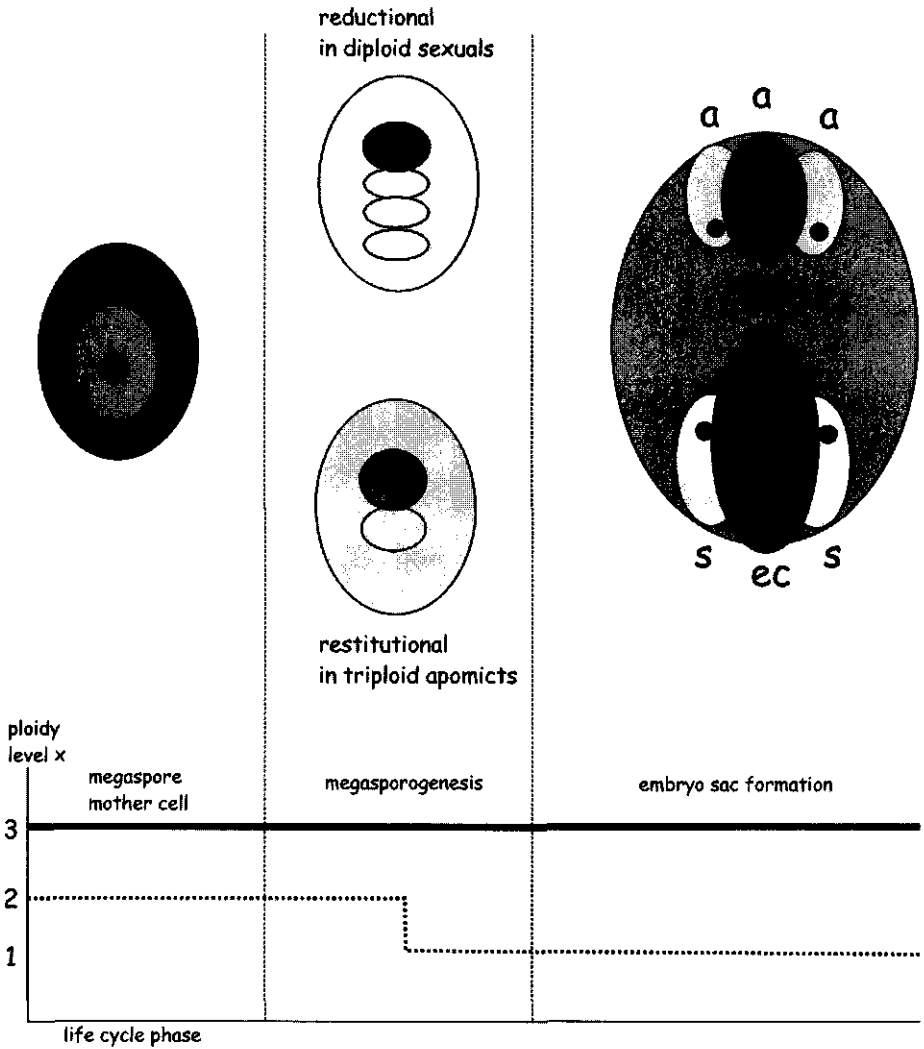 reductional
in diploid sexuals
a
a
a
s
s
ec
restitutional
in triploid apomicts
ploidy
level x
megaspore
mother cell
megasporogenesis
embryo sac formation
3
2
1
life cycle phase